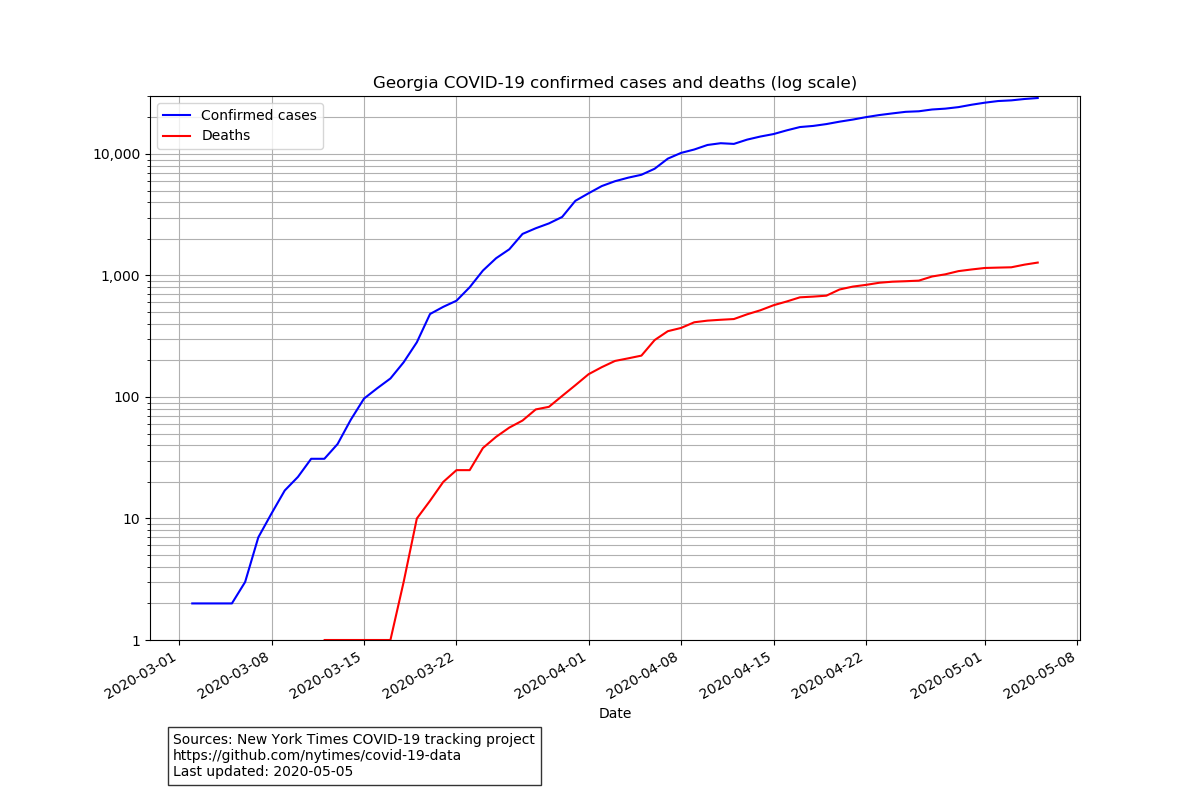 Georgia COVID-19 confirmed cases and deaths (log scale)
Confirmed cases
Deaths
10,000
1,000
100
10
1
2020-03-01
2020-03-08
2020-03-15
2020-03-22
2020-04-01
2020-04-08
2020-04-15
2020-04-22
2020-05-01
2020-05-08
Date
Sources: New York Times COVID-19 tracking project
https://github.com/nytimes/covid-19-data
Last updated: 2020-05-05